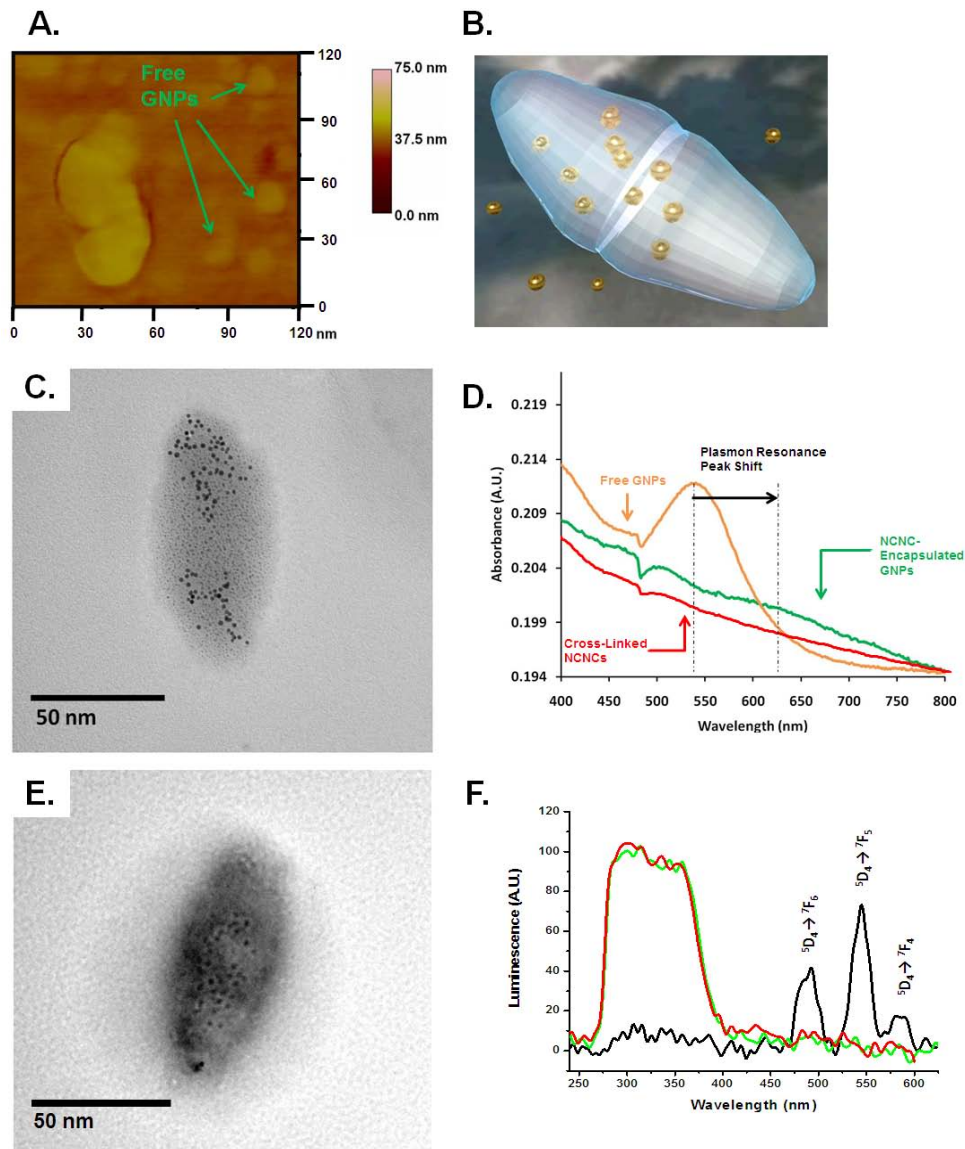 A.
Free
GNPs
75.0 nm
37.5 nm
0.0 nm
120
90
60
30
0
0 30 60 90 120 nm
B.
C.
50 nm
D.
Absorbance (A.U.)
0.219
0.214
0.209
0.204
0.199
0.194
Plasmon Resonance
Peak Shift
Free GNPs
NCNC-
Encapsulated
GNPs
Cross-Linked
NCNCs
400 450 500 550 600 650 700 750 800
Wavelength (nm)
E.
50 nm
F.
Luminescence (A.U.)
120
100
80
60
40
20
0
⁵D₄→⁷F₆
⁵D₄→⁷F₅
⁵D₄→⁷F₄
250 300 350 400 450 500 550 600
Wavelength (nm)